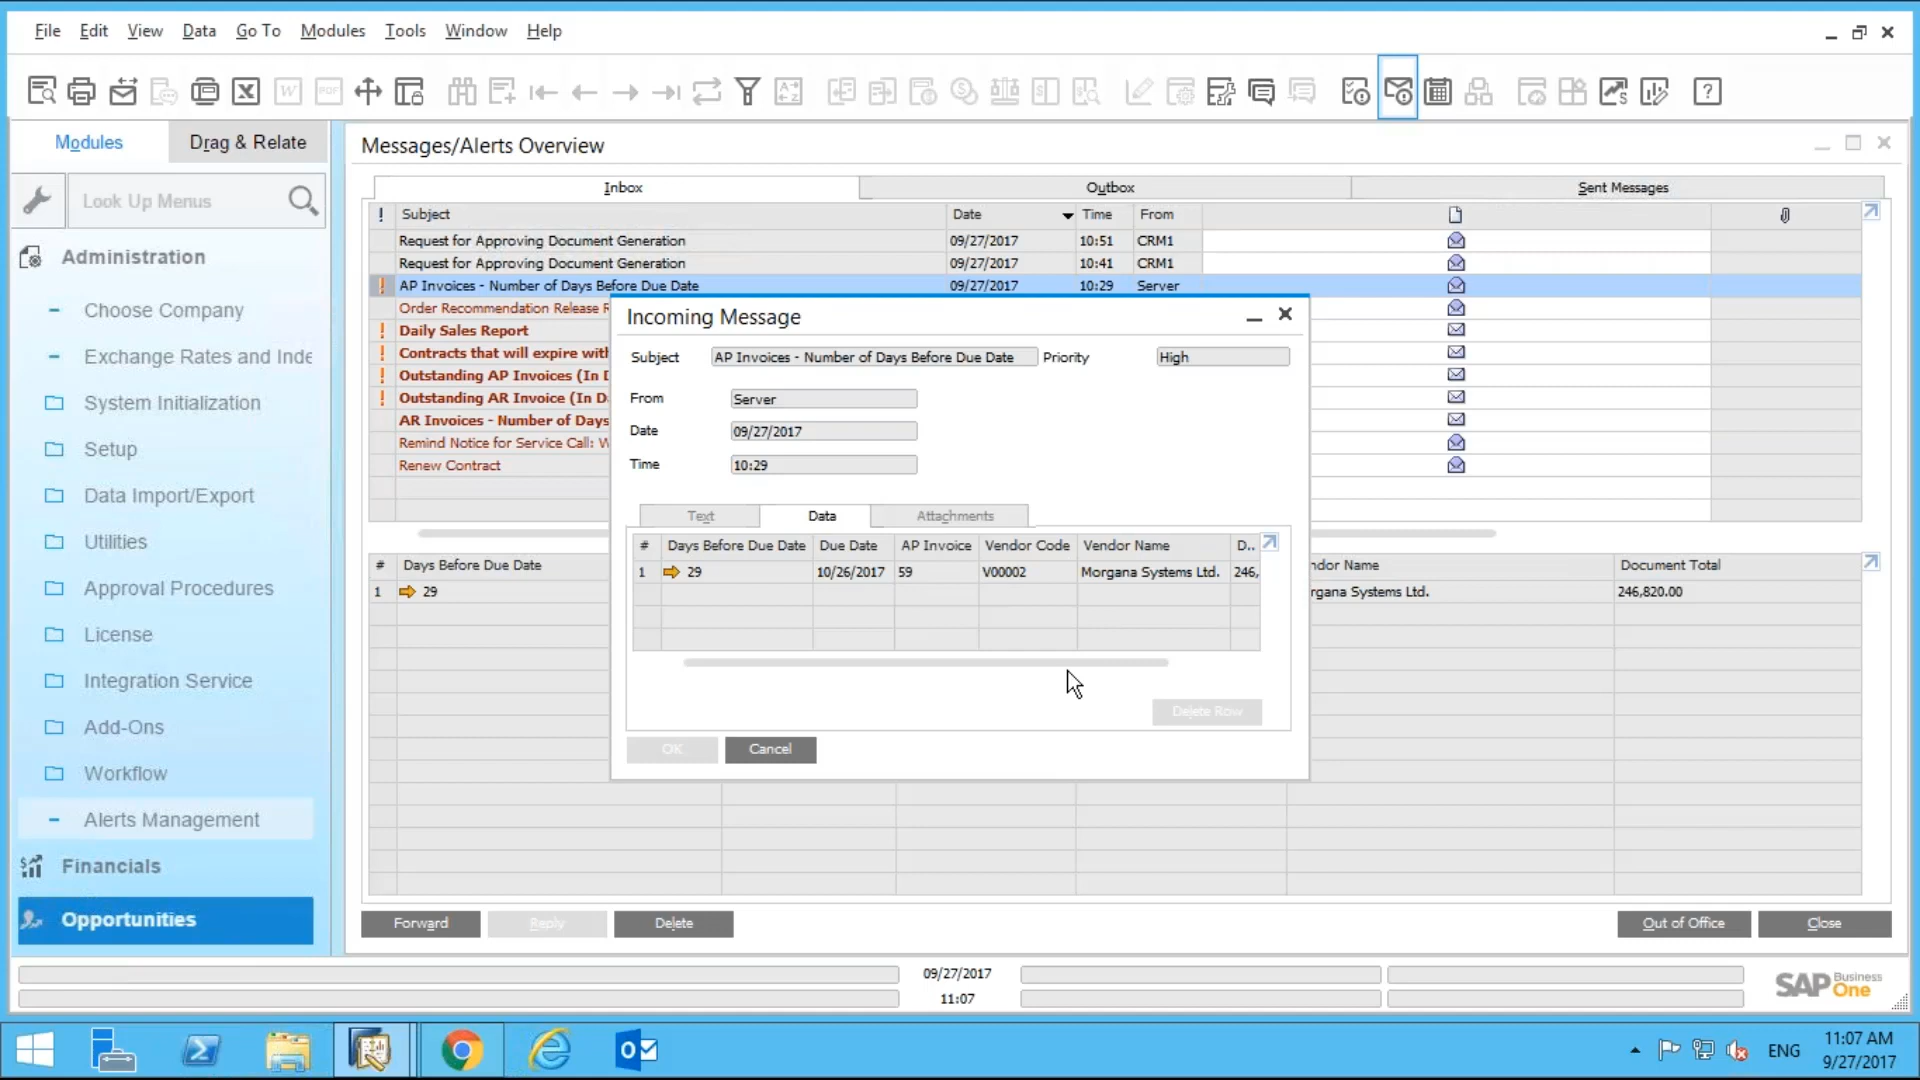 File Edit View Data Go To Modules Tools Window Help
Modules Drag & Relate
Look Up Menus
Administration
Choose Company
Exchange Rates and Inde
System Initialization
Setup
Data Import/Export
Utilities
Approval Procedures
License
Integration Service
Add-Ons
Workflow
Alerts Management
Financials
Opportunities
Messages/Alerts Overview
Inbox Outbox Sent Messages
! Subject Date Time From
Request for Approving Document Generation 09/27/2017 10:51 CRM1
Request for Approving Document Generation 09/27/2017 10:41 CRM1
! AP Invoices - Number of Days Before Due Date 09/27/2017 10:29 Server
Order Recommendation Release R
! Daily Sales Report
! Contracts that will expire with
! Outstanding AP Invoices (In D
! Outstanding AR Invoice (In D
AR Invoices - Number of Days
Remind Notice for Service Call: W
Renew Contract
Incoming Message
Subject AP Invoices - Number of Days Before Due Date Priority High
From Server
Date 09/27/2017
Time 10:29
Text Data Attachments
# Days Before Due Date Due Date AP Invoice Vendor Code Vendor Name D..
1 29 10/26/2017 59 V00002 Morgana Systems Ltd. 246,
Delete Row
OK Cancel
# Days Before Due Date ndor Name Document Total
1 29 rgana Systems Ltd. 246,820.00
Forward Reply Delete Out of Office Close
09/27/2017
11:07
SAP Business One
ENG
11:07 AM
9/27/2017